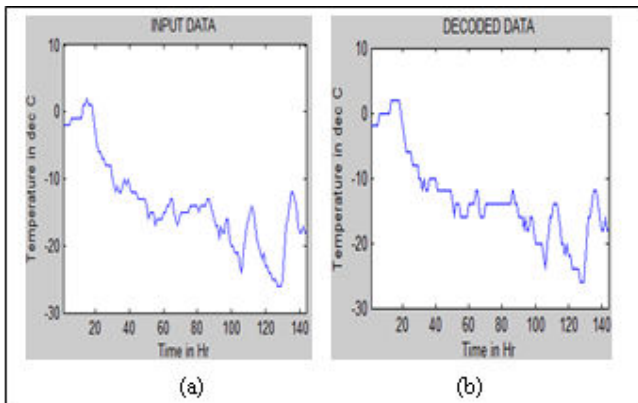 INPUT DATA
10
0
-10
-20
-30
Temperature in dec C
20 40 60 80 100 120 140
Time in Hr
(a)
DECODED DATA
10
0
-10
-20
-30
Temperature in dec C
20 40 60 80 100 120 140
Time in Hr
(b)